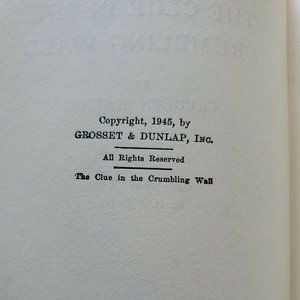 Copyright, 1945, by
GROSSET & DUNLAP, Inc.
All Rights Reserved
The Clue in the Crumbling Wall